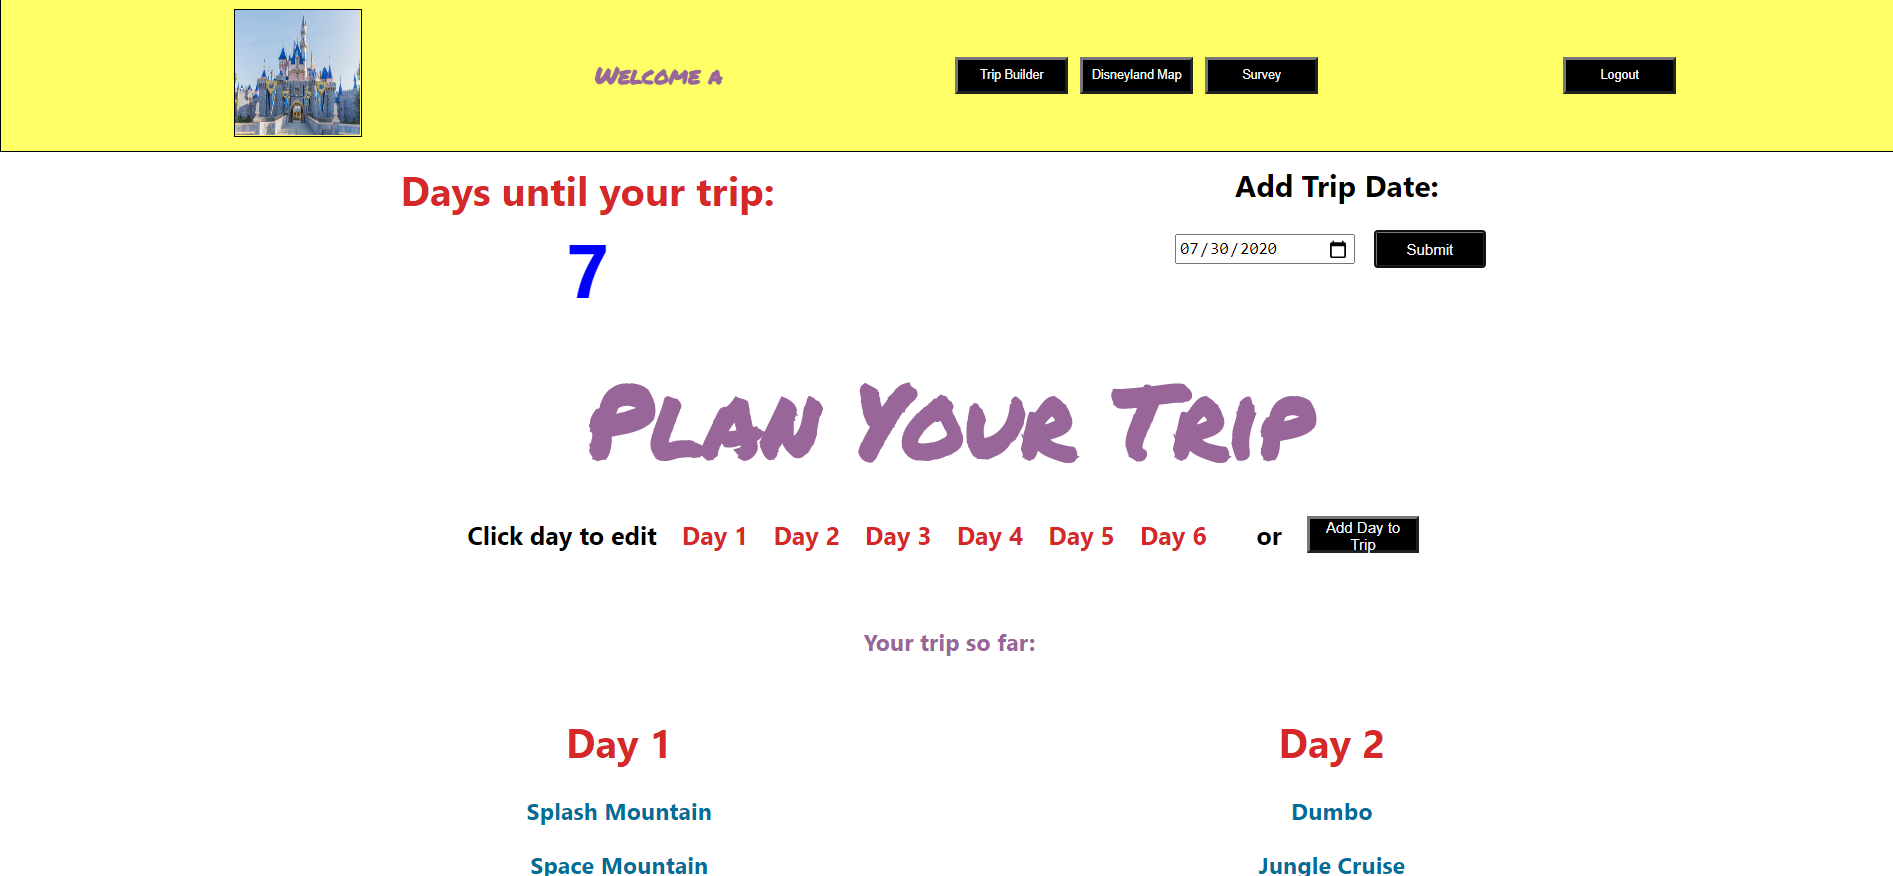 Welcome a
Trip Builder
Disneyland Map
Survey
Logout
Days until your trip:
7
Add Trip Date:
07/30/2020
Submit
Plan Your Trip
Click day to edit Day 1 Day 2 Day 3 Day 4 Day 5 Day 6 or
Add Day to
Trip
Your trip so far:
Day 1
Splash Mountain
Space Mountain
Day 2
Dumbo
Jungle Cruise